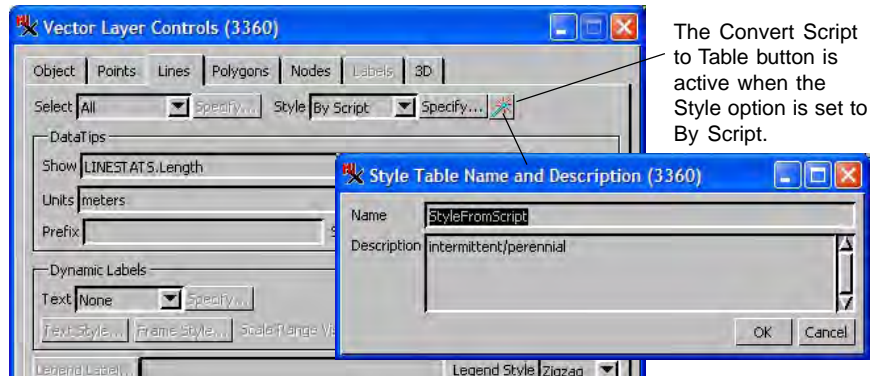 Vector Layer Controls (3360)
Object Points Lines Polygons Nodes Labels 3D
Select All Specify... Style By Script Specify...
DataTips
Show LINESTATS.Length
Units meters
Prefix
Dynamic Labels
Text None Specify...
Text Style... Frame Style... Scale Range
Legend Label... Legend Style Zigzag
Style Table Name and Description (3360)
Name StyleFromScript
Description intermittent/perennial
OK Cancel
The Convert Script
to Table button is
active when the
Style option is set to
By Script.